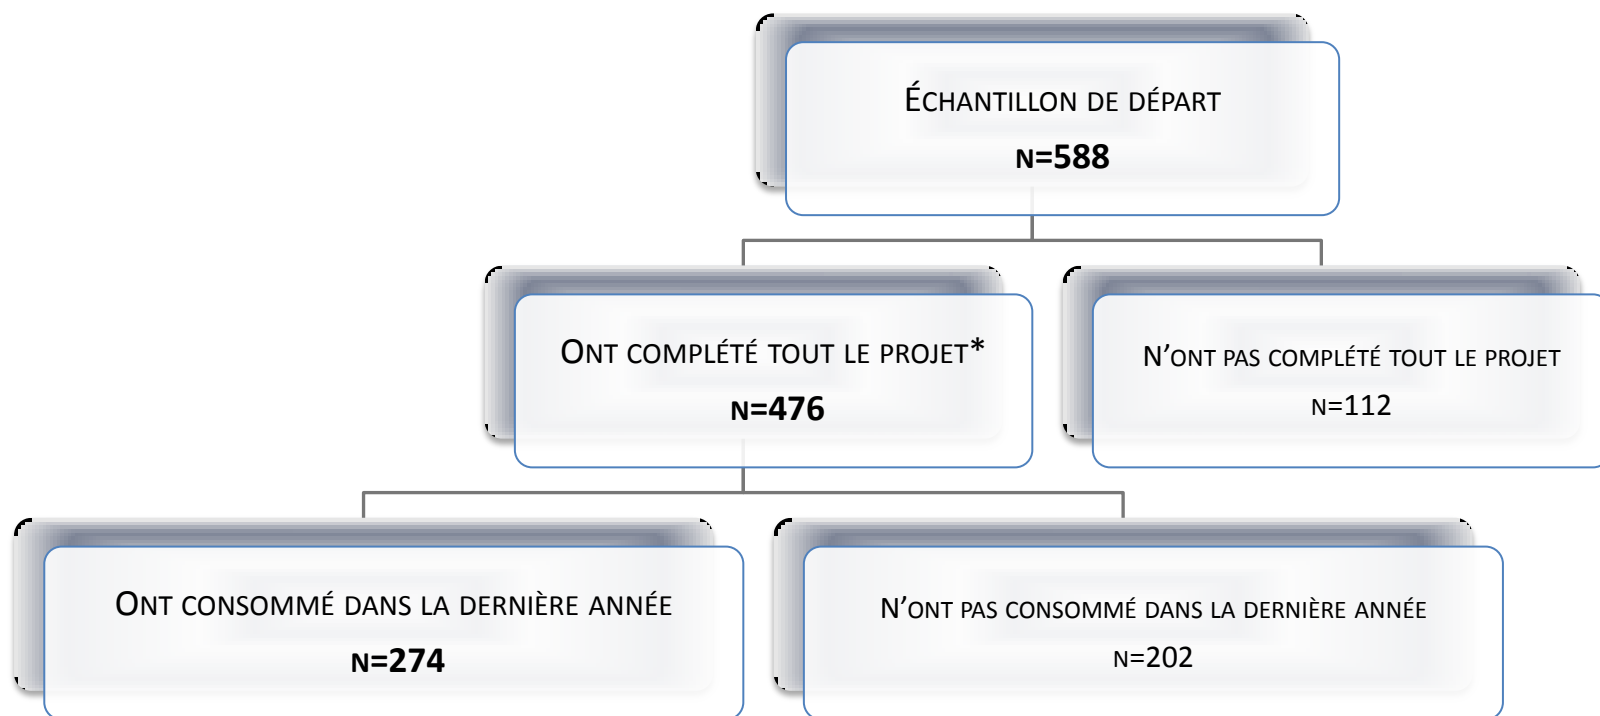 ÉCHANTILLON DE DÉPART
N=588
ONT COMPLÉTÉ TOUT LE PROJET*
N=476
N'ONT PAS COMPLÉTÉ TOUT LE PROJET
N=112
ONT CONSOMMÉ DANS LA DERNIÈRE ANNÉE
N=274
N'ONT PAS CONSOMMÉ DANS LA DERNIÈRE ANNÉE
N=202